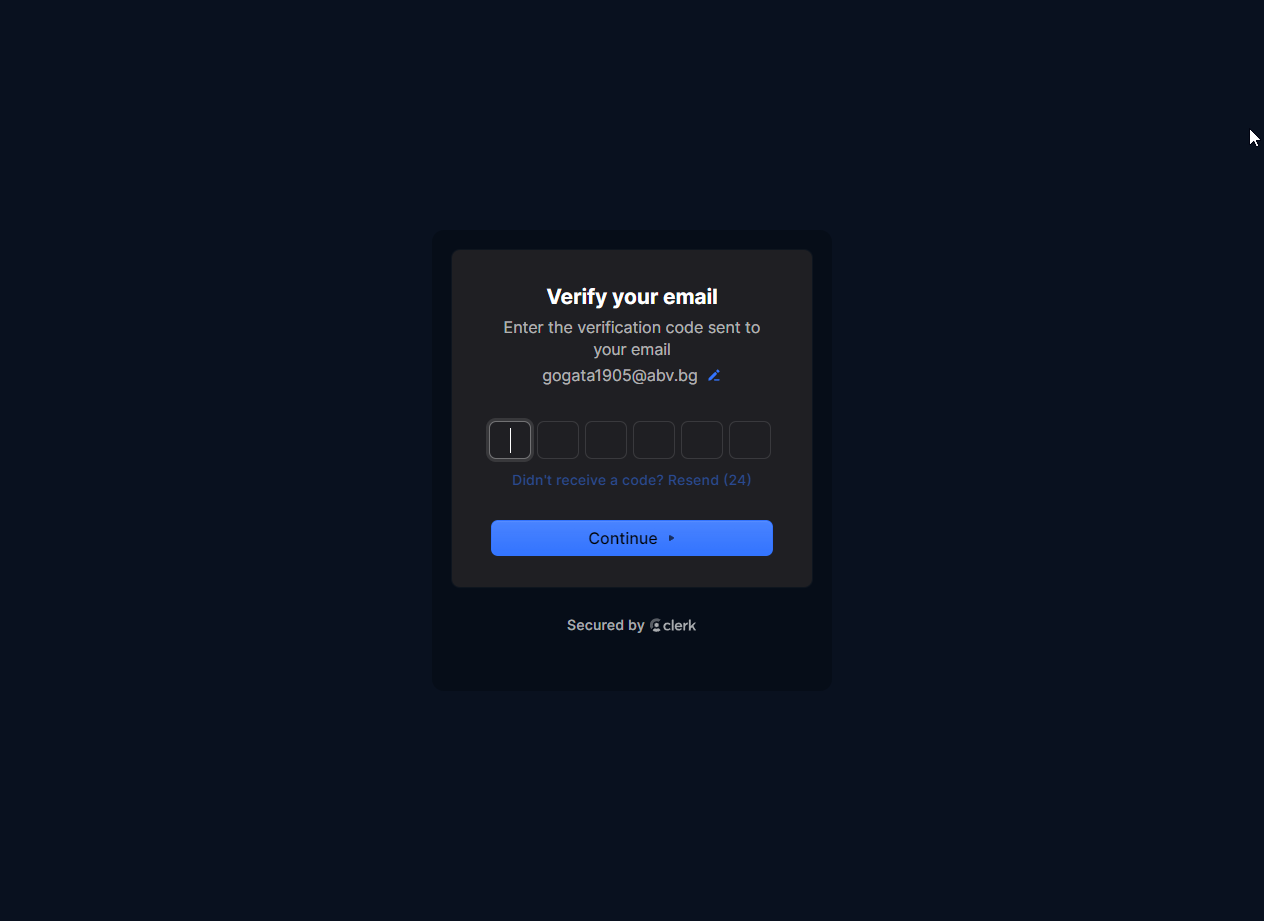 Verify your email
Enter the verification code sent to
your email
gogata1905@abv.bg
Didn't receive a code? Resend (24)
Continue
Secured by clerk